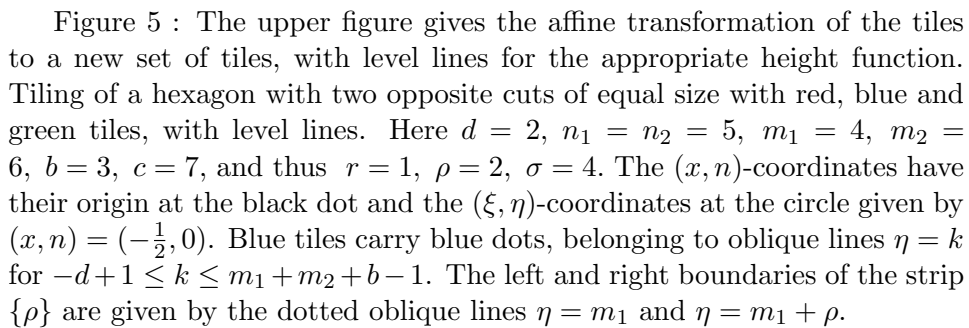 Figure 5 : The upper figure gives the affine transformation of the tiles
to a new set of tiles, with level lines for the appropriate height function.
Tiling of a hexagon with two opposite cuts of equal size with red, blue and
green tiles, with level lines. Here d = 2, n₁ = n₂ = 5, m₁ = 4, m₂ =
6, b = 3, c = 7, and thus r = 1, ρ = 2, σ = 4. The (x, n)-coordinates have
their origin at the black dot and the (ξ, η)-coordinates at the circle given by
(x, n) = (−½, 0). Blue tiles carry blue dots, belonging to oblique lines η = k
for −d+1 ≤ k ≤ m₁+m₂+b−1. The left and right boundaries of the strip
{ρ} are given by the dotted oblique lines η = m₁ and η = m₁ + ρ.